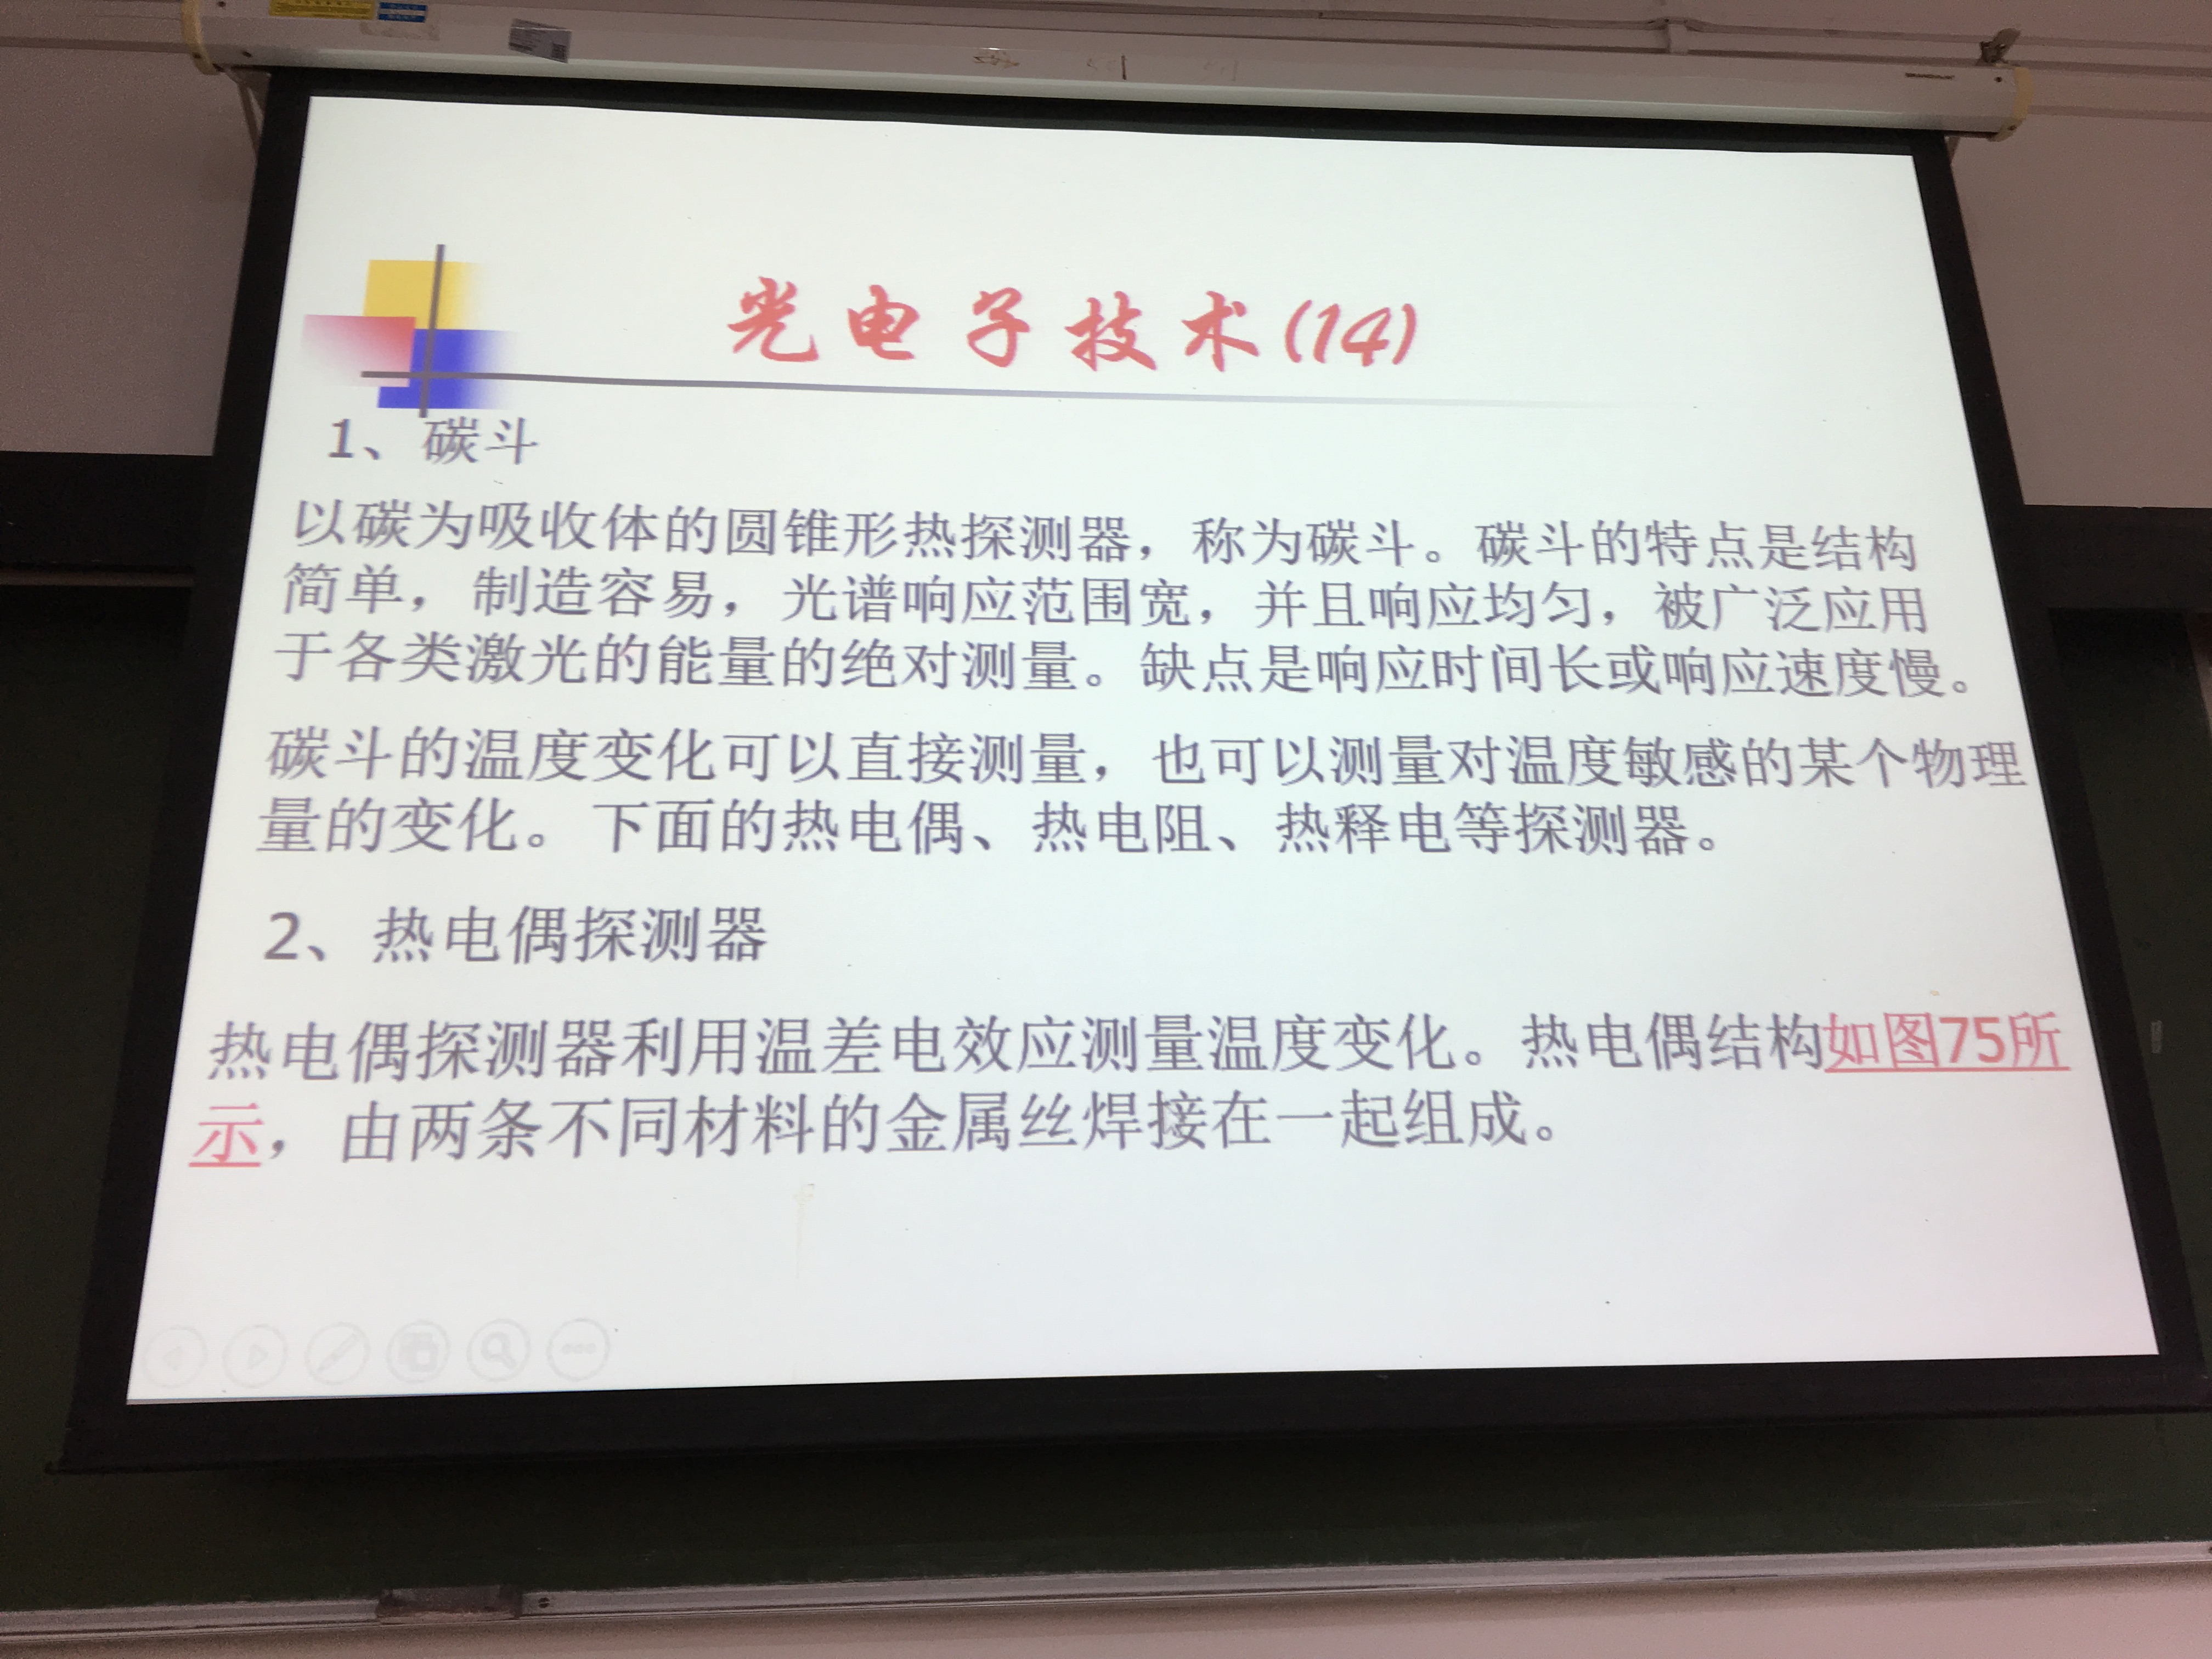 光电子技术(14)
1、碳斗
以碳为吸收体的圆锥形热探测器，称为碳斗。碳斗的特点是结构
简单，制造容易，光谱响应范围宽，并且响应均匀，被广泛应用
于各类激光的能量的绝对测量。缺点是响应时间长或响应速度慢。
碳斗的温度变化可以直接测量，也可以测量对温度敏感的某个物理
量的变化。下面的热电偶、热电阻、热释电等探测器。
2、热电偶探测器
热电偶探测器利用温差电效应测量温度变化。热电偶结构如图75所
示，由两条不同材料的金属丝焊接在一起组成。